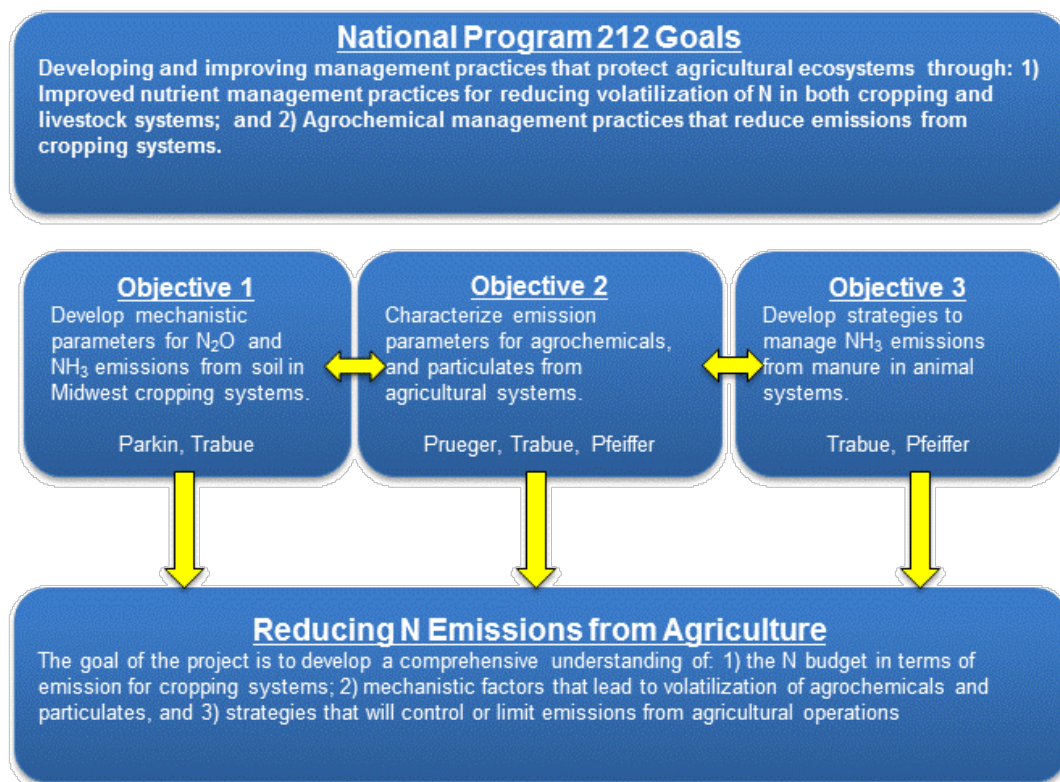 National Program 212 Goals
Developing and improving management practices that protect agricultural ecosystems through: 1)
Improved nutrient management practices for reducing volatilization of N in both cropping and
livestock systems; and 2) Agrochemical management practices that reduce emissions from
cropping systems.
Objective 1
Develop mechanistic
parameters for N₂O and
NH₃ emissions from soil in
Midwest cropping systems.
Parkin, Trabue
Objective 2
Characterize emission
parameters for agrochemicals,
and particulates from
agricultural systems.
Prueger, Trabue, Pfeiffer
Objective 3
Develop strategies to
manage NH₃ emissions
from manure in animal
systems.
Trabue, Pfeiffer
Reducing N Emissions from Agriculture
The goal of the project is to develop a comprehensive understanding of: 1) the N budget in terms of
emission for cropping systems; 2) mechanistic factors that lead to volatilization of agrochemicals and
particulates, and 3) strategies that will control or limit emissions from agricultural operations